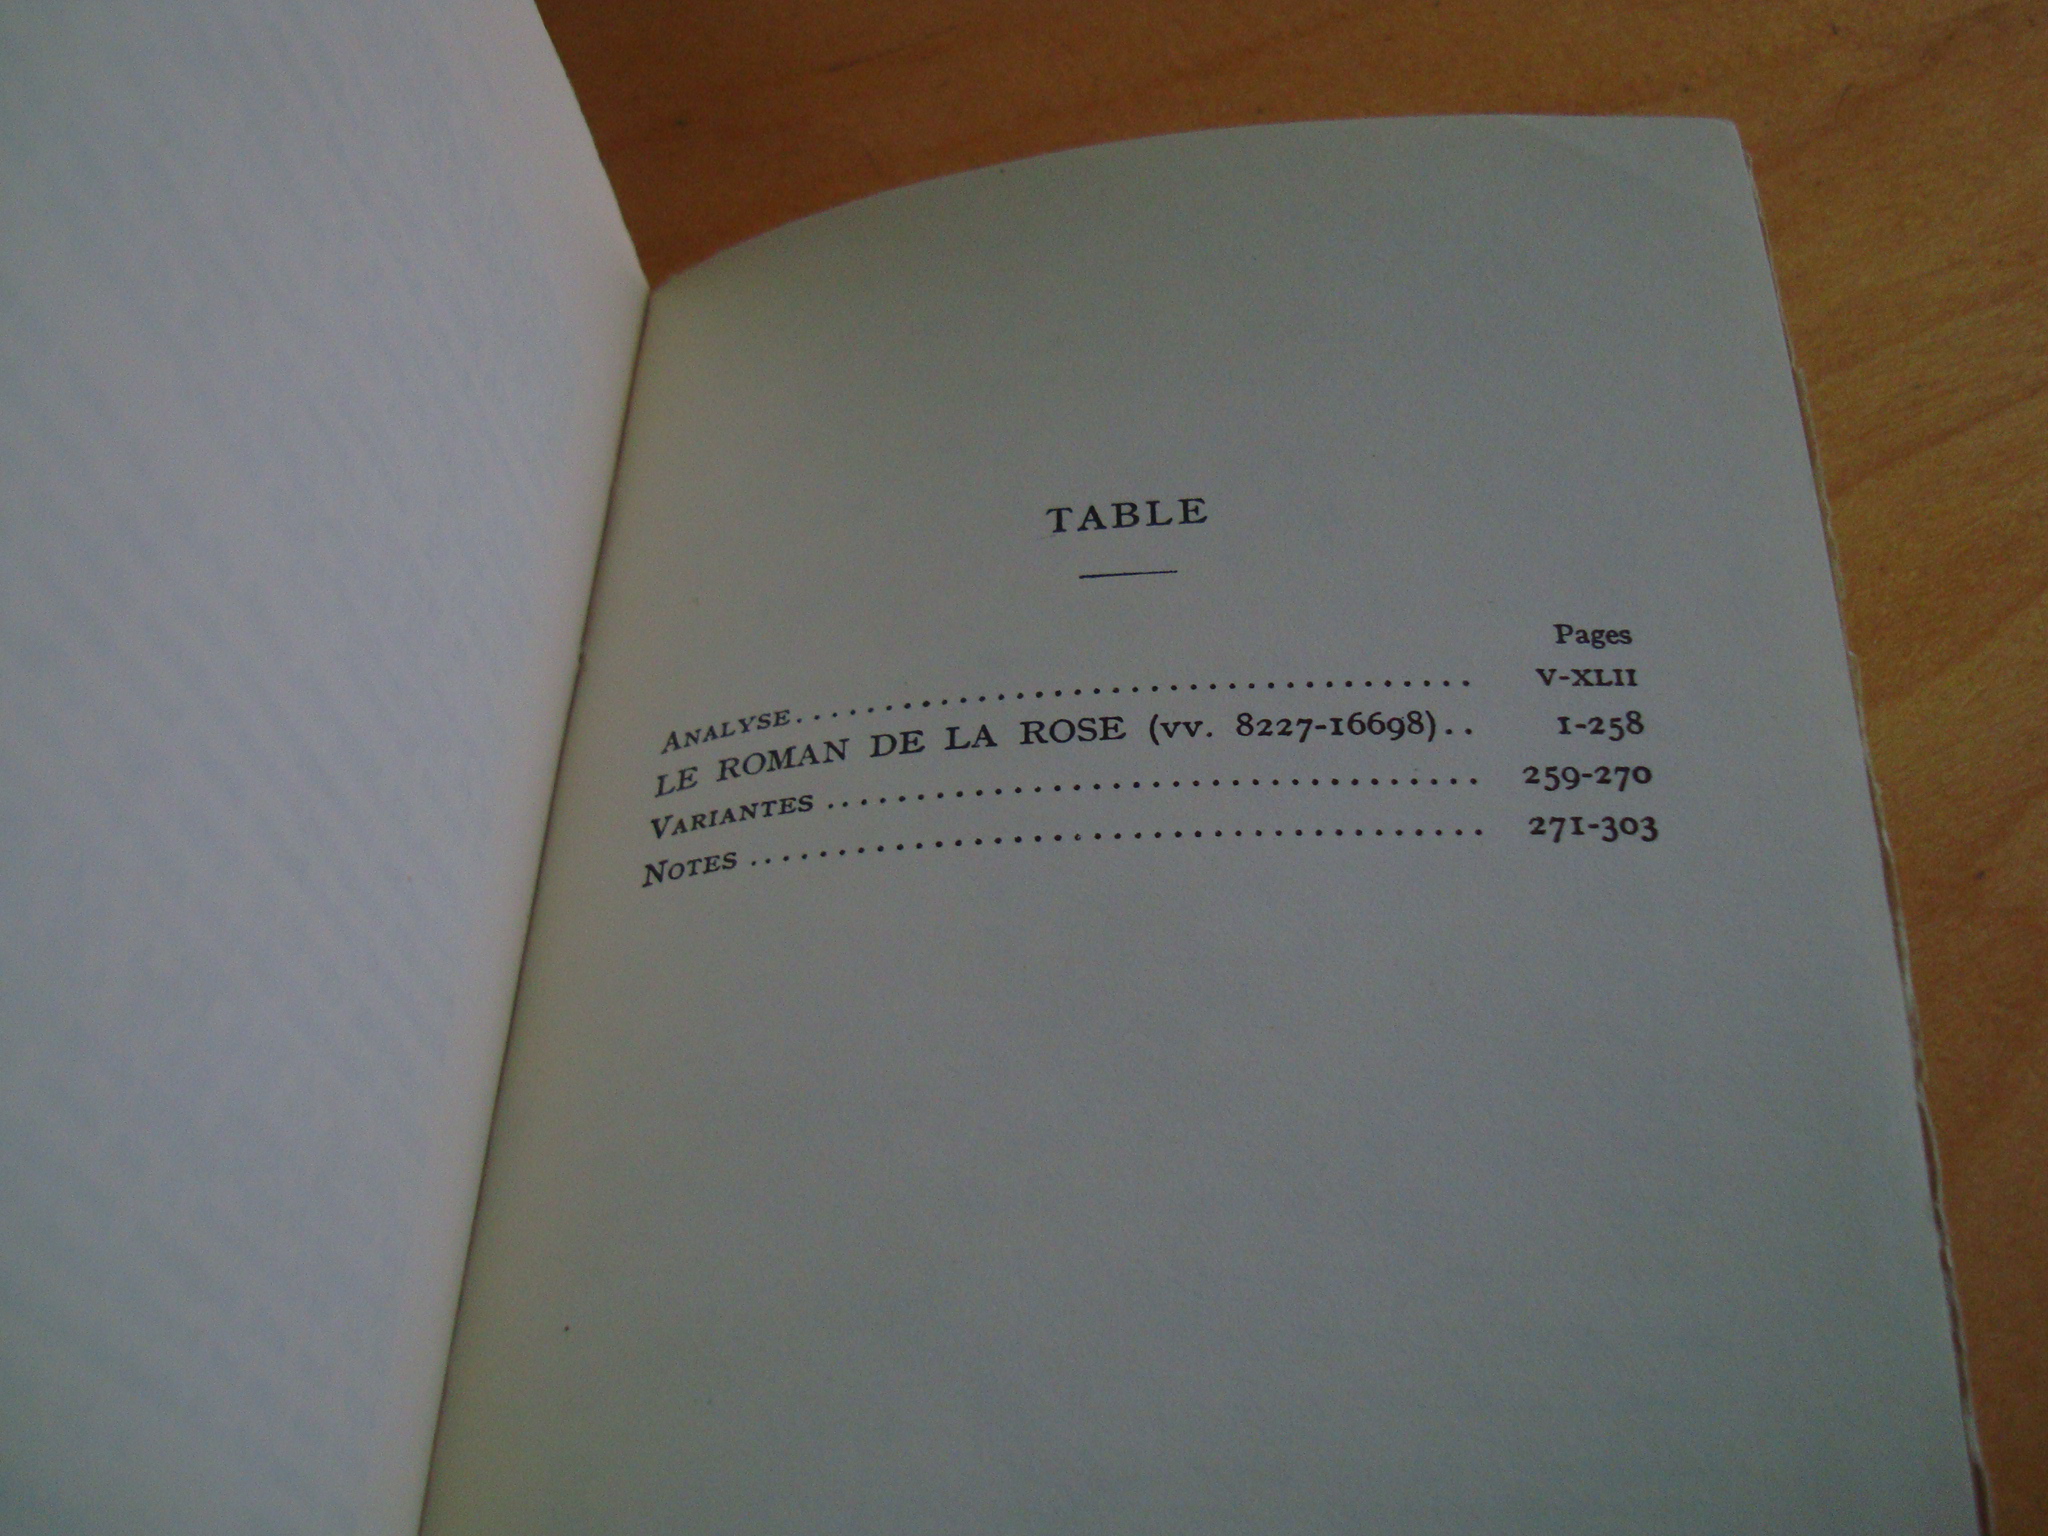 TABLE
Pages
ANALYSE........................................ V-XLII
LE ROMAN DE LA ROSE (vv. 8227-16698).. 1-258
VARIANTES ................................... 259-270
NOTES ....................................... 271-303